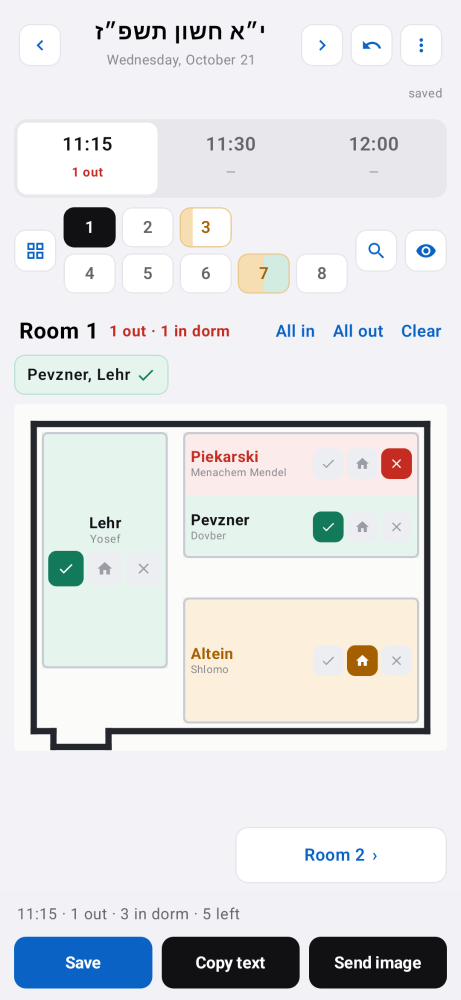 י״א חשון תשפ״ז
Wednesday, October 21
saved
11:15 11:30 12:00
1 out – –
1 2 3
4 5 6 7 8
Room 1 1 out · 1 in dorm All in All out Clear
Pevzner, Lehr
Piekarski
Menachem Mendel
Pevzner
Dovber
Lehr
Yosef
Altein
Shlomo
Room 2 ›
11:15 · 1 out · 3 in dorm · 5 left
Save Copy text Send image